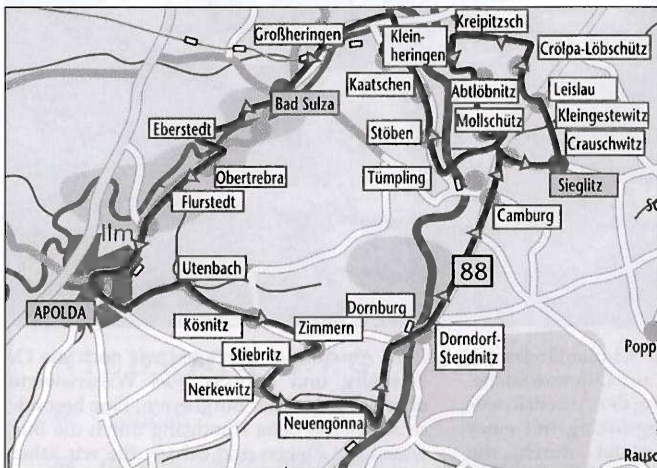 Großheringen
Klein-
heringen
Kreipitzsch
Crölpa-Löbschütz
Kaatschen
Abtlöbnitz
Leislau
Bad Sulza
Mollschütz
Kleingestewitz
Eberstedt
Stöben
Crauschwitz
Obertrebra
Tümpling
Sieglitz
Flurstedt
Camburg
Ilm
Utenbach
88
APOLDA
Dornburg
Kösnitz
Zimmern
Dorndorf-
Steudnitz
Stiebritz
Popp
Nerkewitz
Neuengönna
Rausc